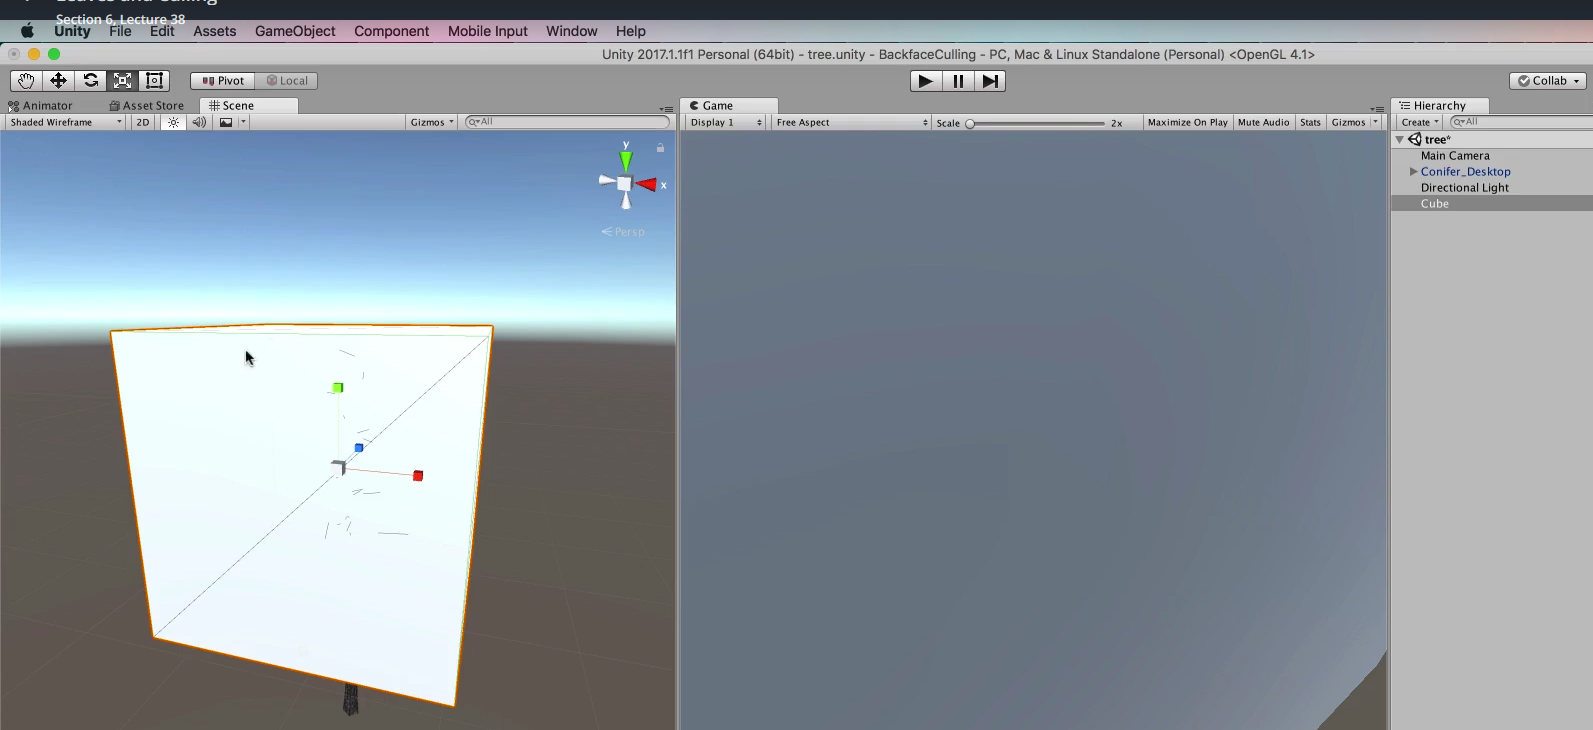 Leaves and Culling
Section 6, Lecture 38
Unity File Edit Assets GameObject Component Mobile Input Window Help
Unity 2017.1.1f1 Personal (64bit) - tree.unity - BackfaceCulling - PC, Mac & Linux Standalone (Personal) <OpenGL 4.1>
Pivot Local Collab
Animator Asset Store Scene Game Hierarchy
Shaded Wireframe 2D Gizmos All Display 1 Free Aspect Scale 2x Maximize On Play Mute Audio Stats Gizmos Create All
tree*
Main Camera
Conifer_Desktop
Directional Light
Cube
y
x
Persp